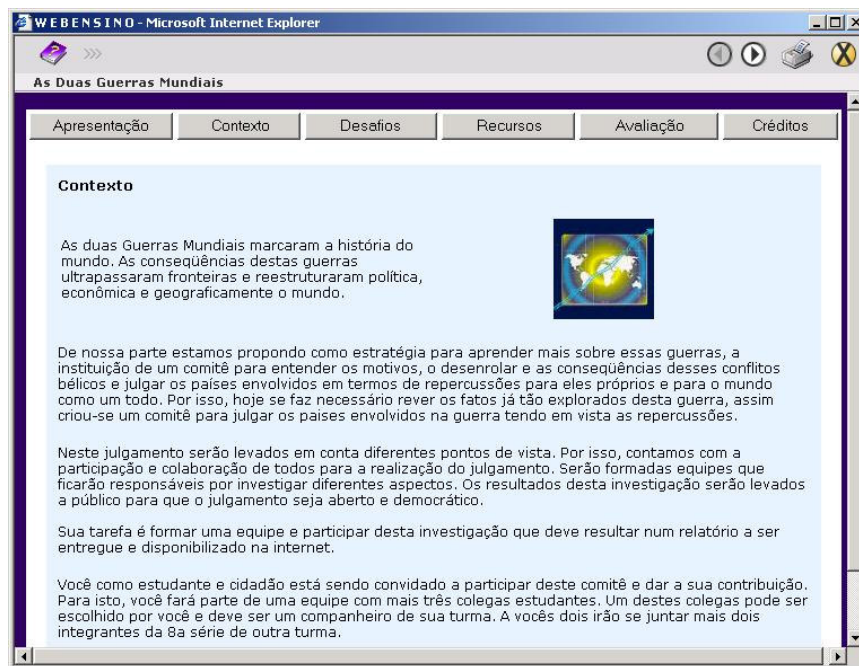 WEBENSINO - Microsoft Internet Explorer
As Duas Guerras Mundiais
Apresentação Contexto Desafios Recursos Avaliação Créditos
Contexto
As duas Guerras Mundiais marcaram a história do
mundo. As conseqüências destas guerras
ultrapassaram fronteiras e reestruturaram política,
econômica e geograficamente o mundo.
De nossa parte estamos propondo como estratégia para aprender mais sobre essas guerras, a
instituição de um comitê para entender os motivos, o desenrolar e as conseqüências desses conflitos
bélicos e julgar os países envolvidos em termos de repercussões para eles próprios e para o mundo
como um todo. Por isso, hoje se faz necessário rever os fatos já tão explorados desta guerra, assim
criou-se um comitê para julgar os paises envolvidos na guerra tendo em vista as repercussões.
Neste julgamento serão levados em conta diferentes pontos de vista. Por isso, contamos com a
participação e colaboração de todos para a realização do julgamento. Serão formadas equipes que
ficarão responsáveis por investigar diferentes aspectos. Os resultados desta investigação serão levados
a público para que o julgamento seja aberto e democrático.
Sua tarefa é formar uma equipe e participar desta investigação que deve resultar num relatório a ser
entregue e disponibilizado na internet.
Você como estudante e cidadão está sendo convidado a participar deste comitê e dar a sua contribuição.
Para isto, você fará parte de uma equipe com mais três colegas estudantes. Um destes colegas pode ser
escolhido por você e deve ser um companheiro de sua turma. A vocês dois irão se juntar mais dois
integrantes da 8a série de outra turma.